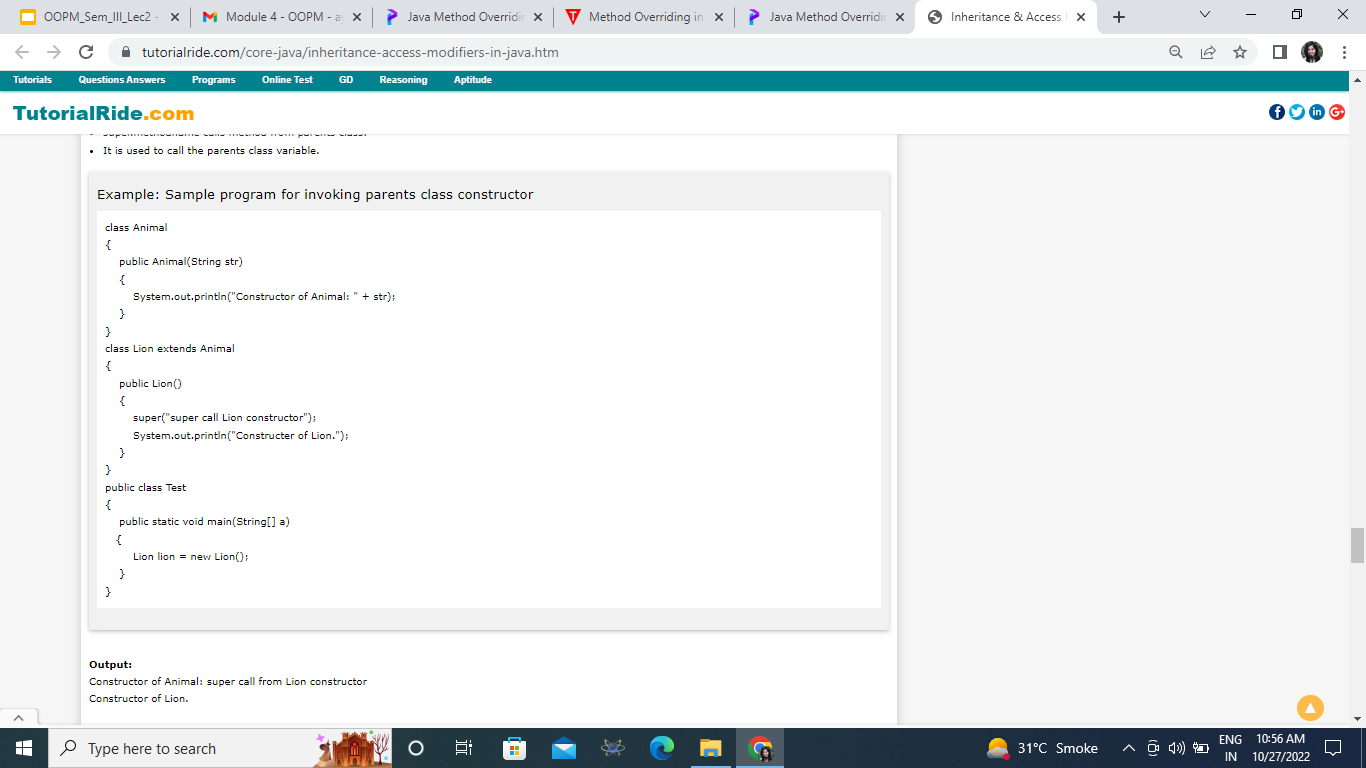 OOPM_Sem_III_Lec2 -
Module 4 - OOPM - a
Java Method Overridi
Method Overriding in
Java Method Overridi
Inheritance & Access
tutorialride.com/core-java/inheritance-access-modifiers-in-java.htm
Tutorials Questions Answers Programs Online Test GD Reasoning Aptitude
TutorialRide.com
• It is used to call the parents class variable.
Example: Sample program for invoking parents class constructor
class Animal
{
public Animal(String str)
{
System.out.println("Constructor of Animal: " + str);
}
}
class Lion extends Animal
{
public Lion()
{
super("super call Lion constructor");
System.out.println("Constructer of Lion.");
}
}
public class Test
{
public static void main(String[] a)
{
Lion lion = new Lion();
}
}
Output:
Constructor of Animal: super call from Lion constructor
Constructor of Lion.
Type here to search
31°C Smoke
ENG
IN
10:56 AM
10/27/2022